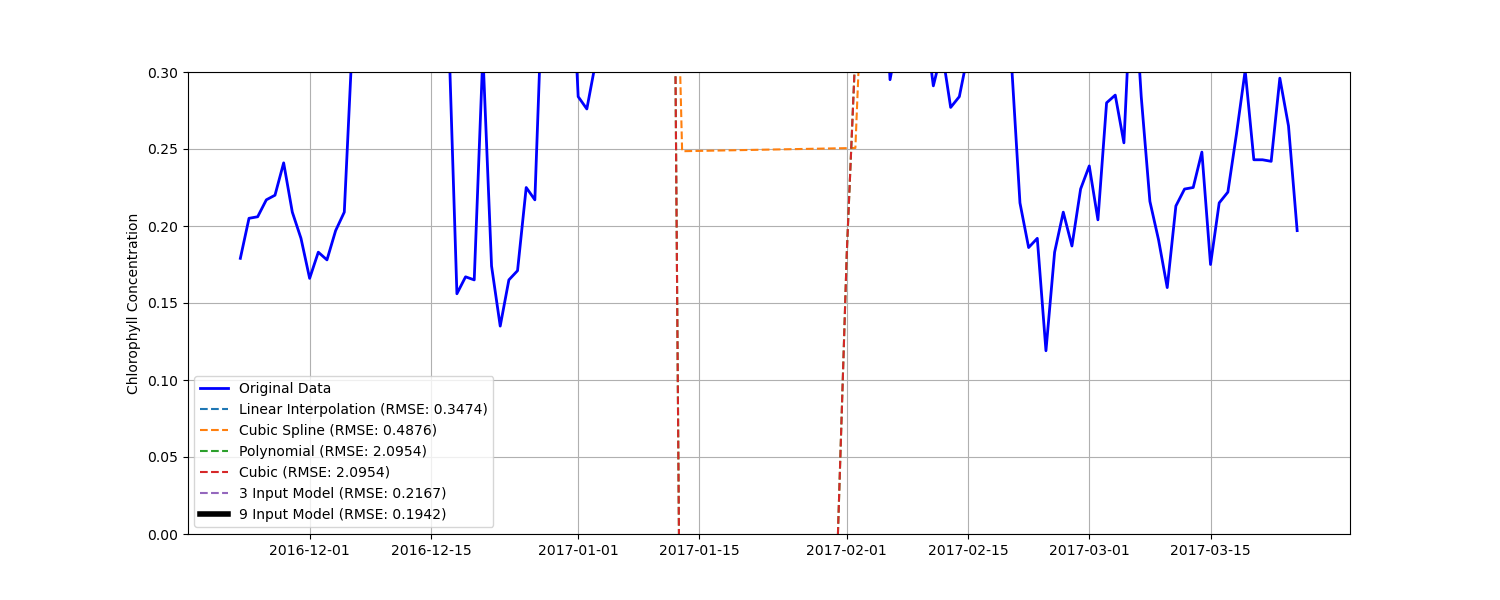 0.30
0.25
0.20
0.15
0.10
0.05
0.00
Chlorophyll Concentration
Original Data
Linear Interpolation (RMSE: 0.3474)
Cubic Spline (RMSE: 0.4876)
Polynomial (RMSE: 2.0954)
Cubic (RMSE: 2.0954)
3 Input Model (RMSE: 0.2167)
9 Input Model (RMSE: 0.1942)
2016-12-01
2016-12-15
2017-01-01
2017-01-15
2017-02-01
2017-02-15
2017-03-01
2017-03-15